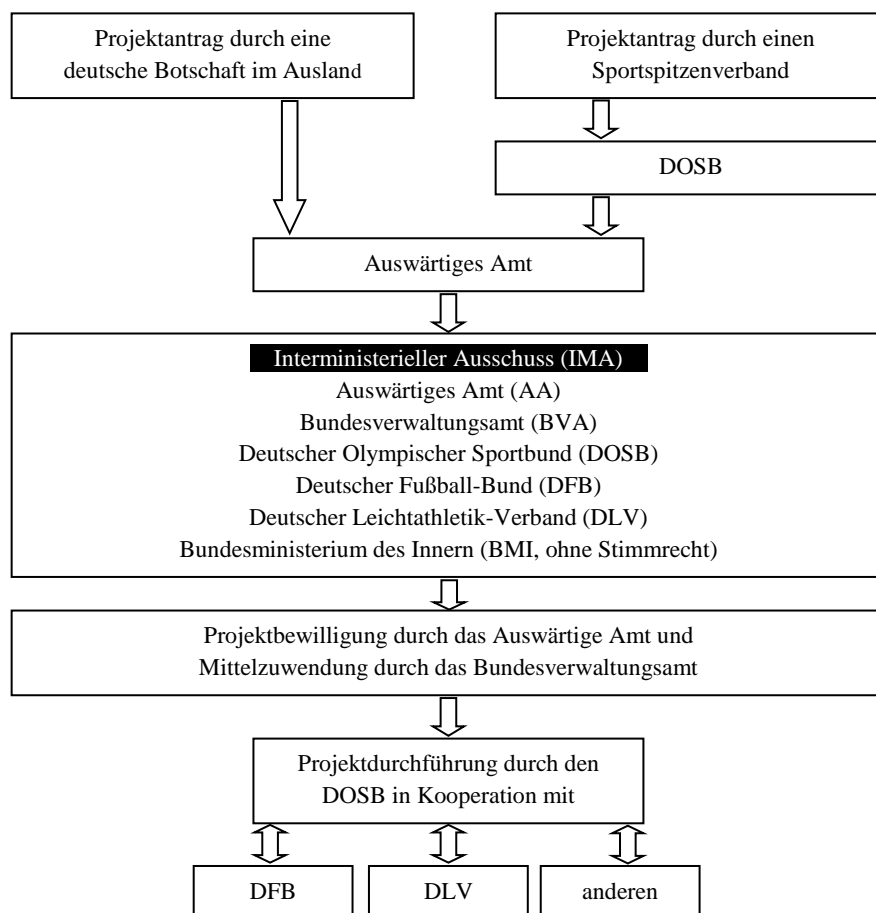 Projektantrag durch eine
deutsche Botschaft im Ausland
Projektantrag durch einen
Sportspitzenverband
DOSB
Auswärtiges Amt
Interministerieller Ausschuss (IMA)
Auswärtiges Amt (AA)
Bundesverwaltungsamt (BVA)
Deutscher Olympischer Sportbund (DOSB)
Deutscher Fußball-Bund (DFB)
Deutscher Leichtathletik-Verband (DLV)
Bundesministerium des Innern (BMI, ohne Stimmrecht)
Projektbewilligung durch das Auswärtige Amt und
Mittelzuwendung durch das Bundesverwaltungsamt
Projektdurchführung durch den
DOSB in Kooperation mit
DFB
DLV
anderen